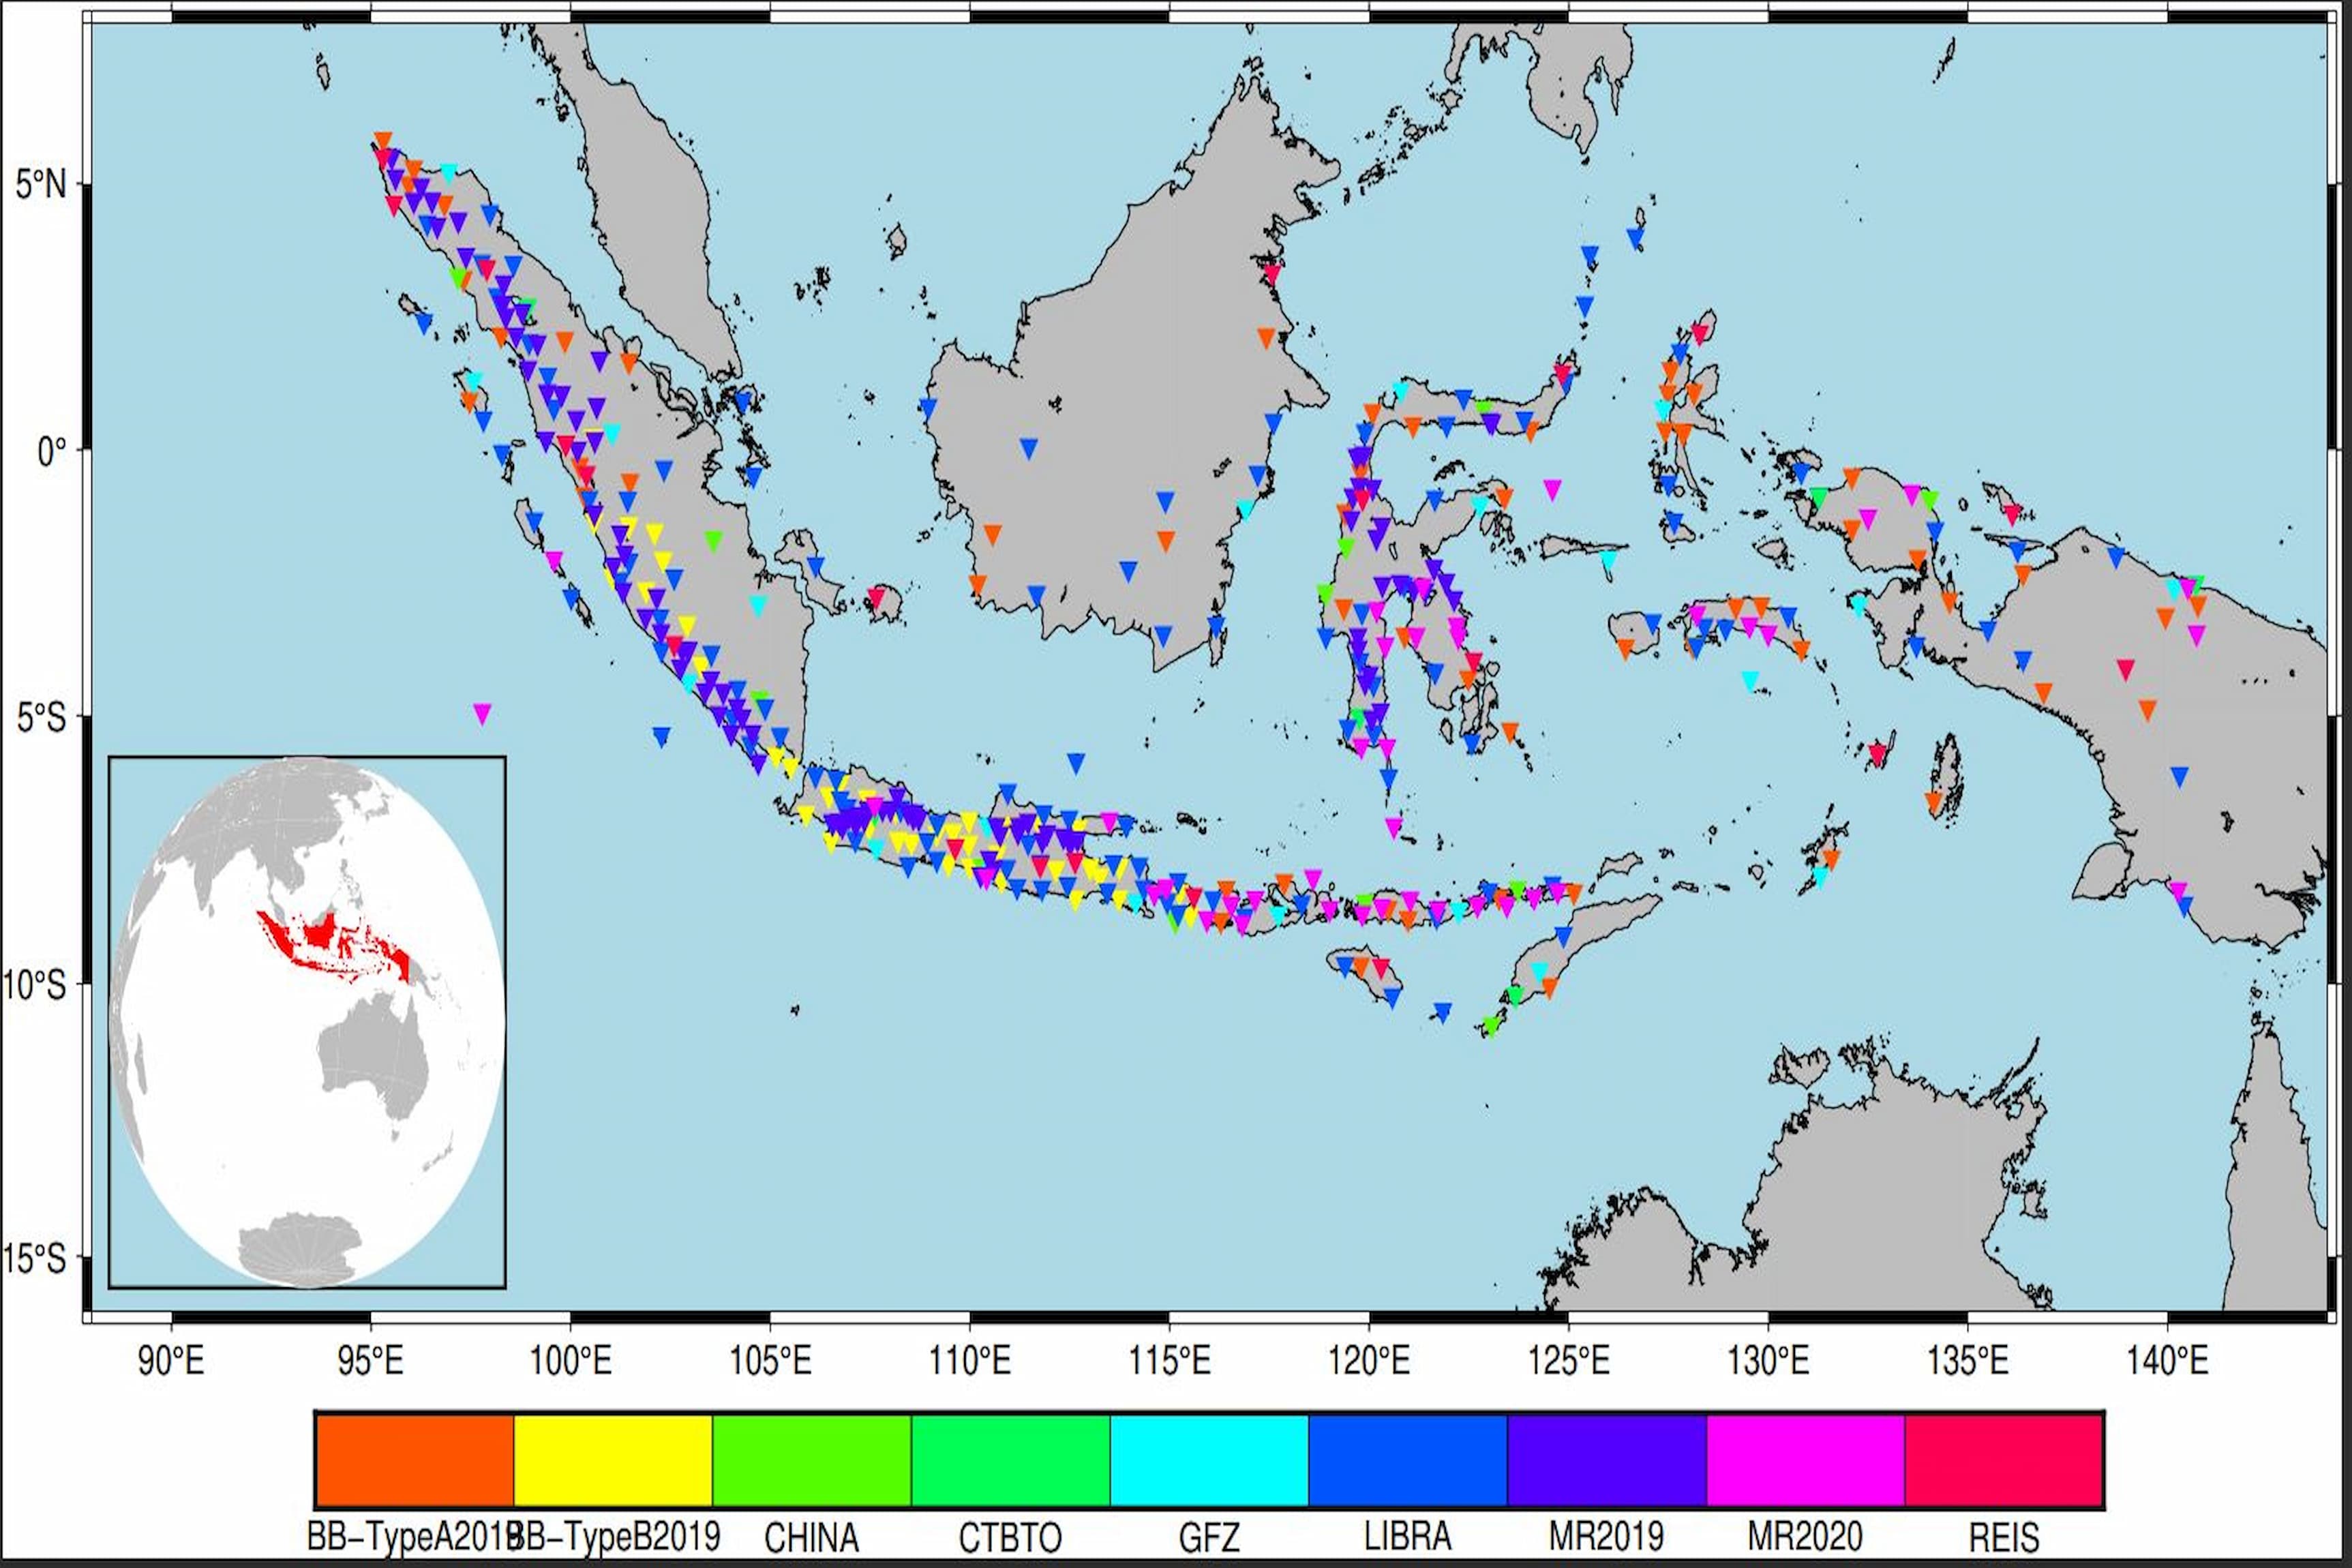 5°N
0°
5°S
10°S
15°S
90°E 95°E 100°E 105°E 110°E 115°E 120°E 125°E 130°E 135°E 140°E
BB-TypeA2019 BB-TypeB2019 CHINA CTBTO GFZ LIBRA MR2019 MR2020 REIS